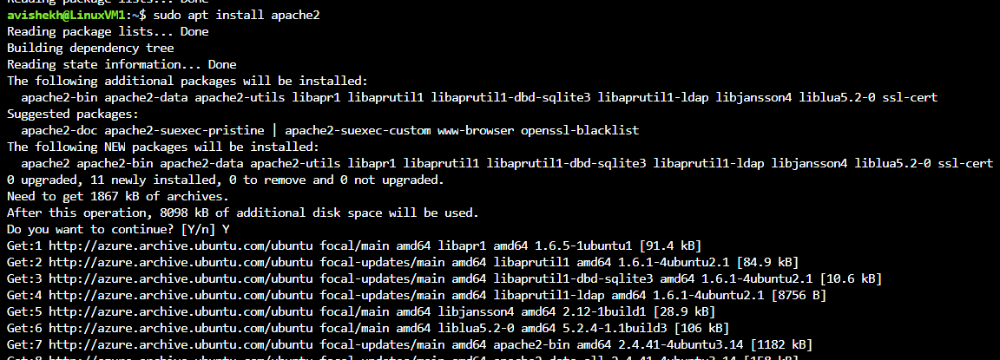 Reading package lists... Done
avishekh@LinuxVM1:~$ sudo apt install apache2
Reading package lists... Done
Building dependency tree
Reading state information... Done
The following additional packages will be installed:
  apache2-bin apache2-data apache2-utils libapr1 libaprutil1 libaprutil1-dbd-sqlite3 libaprutil1-ldap libjansson4 liblua5.2-0 ssl-cert
Suggested packages:
  apache2-doc apache2-suexec-pristine | apache2-suexec-custom www-browser openssl-blacklist
The following NEW packages will be installed:
  apache2 apache2-bin apache2-data apache2-utils libapr1 libaprutil1 libaprutil1-dbd-sqlite3 libaprutil1-ldap libjansson4 liblua5.2-0 ssl-cert
0 upgraded, 11 newly installed, 0 to remove and 0 not upgraded.
Need to get 1867 kB of archives.
After this operation, 8098 kB of additional disk space will be used.
Do you want to continue? [Y/n] Y
Get:1 http://azure.archive.ubuntu.com/ubuntu focal/main amd64 libapr1 amd64 1.6.5-1ubuntu1 [91.4 kB]
Get:2 http://azure.archive.ubuntu.com/ubuntu focal-updates/main amd64 libaprutil1 amd64 1.6.1-4ubuntu2.1 [84.9 kB]
Get:3 http://azure.archive.ubuntu.com/ubuntu focal-updates/main amd64 libaprutil1-dbd-sqlite3 amd64 1.6.1-4ubuntu2.1 [10.6 kB]
Get:4 http://azure.archive.ubuntu.com/ubuntu focal-updates/main amd64 libaprutil1-ldap amd64 1.6.1-4ubuntu2.1 [8756 B]
Get:5 http://azure.archive.ubuntu.com/ubuntu focal/main amd64 libjansson4 amd64 2.12-1build1 [28.9 kB]
Get:6 http://azure.archive.ubuntu.com/ubuntu focal/main amd64 liblua5.2-0 amd64 5.2.4-1.1build3 [106 kB]
Get:7 http://azure.archive.ubuntu.com/ubuntu focal-updates/main amd64 apache2-bin amd64 2.4.41-4ubuntu3.14 [1182 kB]
Get:8 http://azure.archive.ubuntu.com/ubuntu focal-updates/main amd64 apache2-data all 2.4.41-4ubuntu3.14 [158 kB]